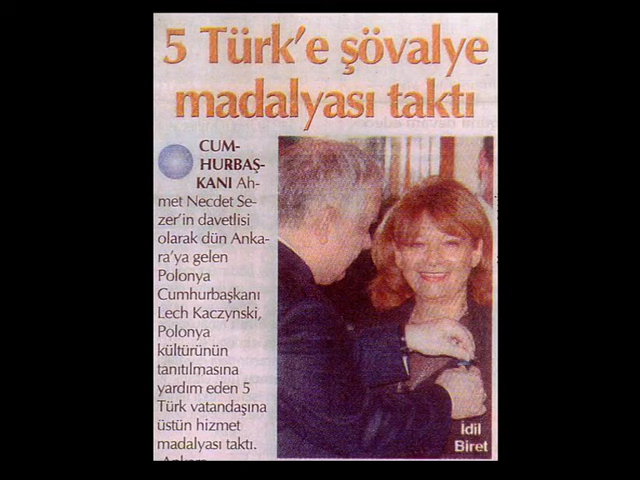 5 Türk'e şövalye
madalyası taktı
CUM-
HURBAŞ-
KANI Ah-
met Necdet Se-
zer'in davetlisi
olarak dün Anka-
ra'ya gelen
Polonya
Cumhurbaşkanı
Lech Kaczynski,
Polonya
kültürünün
tanıtılmasına
yardım eden 5
Türk vatandaşına
üstün hizmet
madalyası taktı.
İdil
Biret